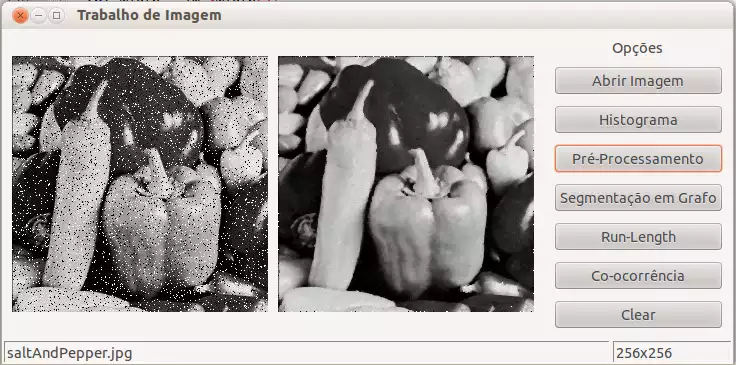 Trabalho de Imagem
Opções
Abrir Imagem
Histograma
Pré-Processamento
Segmentação em Grafo
Run-Length
Co-ocorrência
Clear
saltAndPepper.jpg
256x256